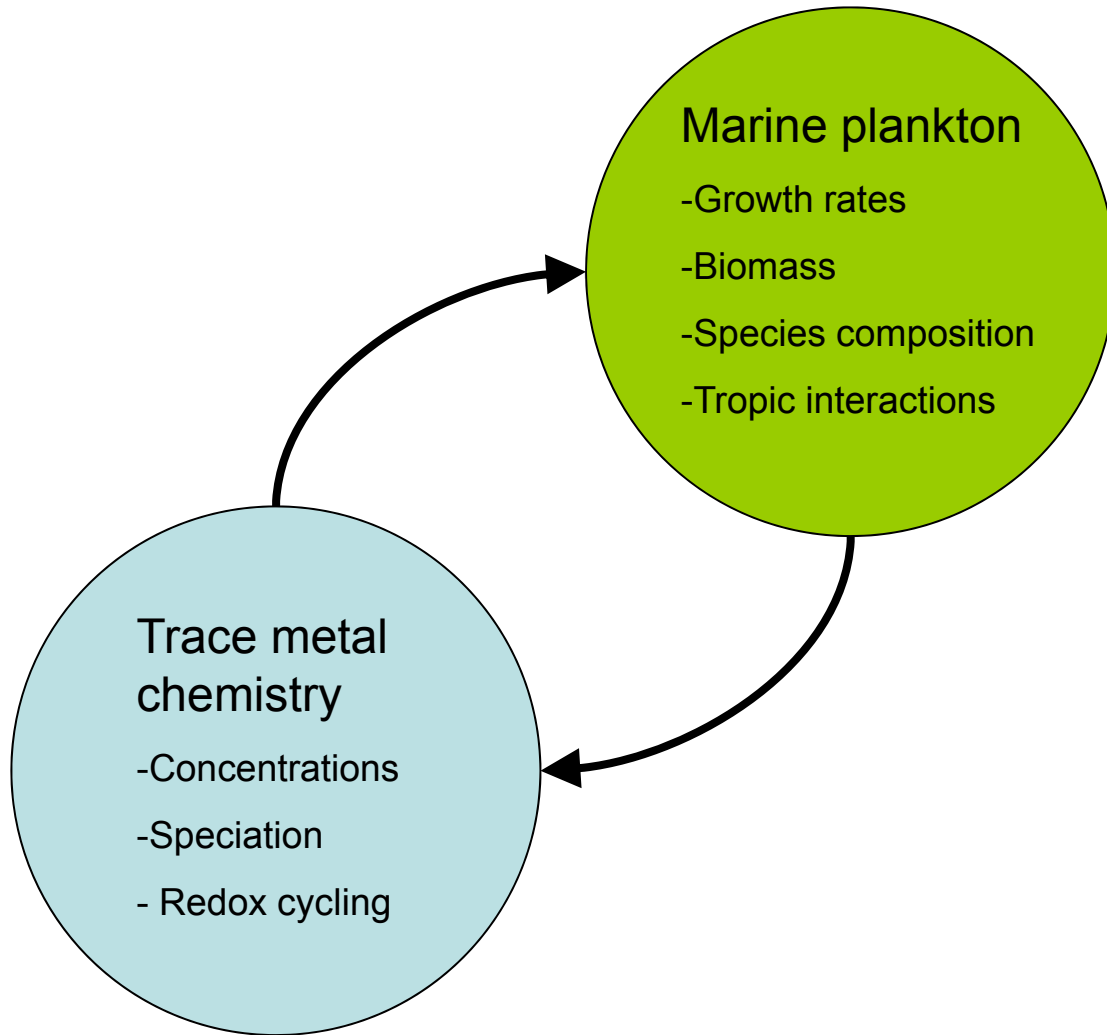 Marine plankton
-Growth rates
-Biomass
-Species composition
-Tropic interactions
Trace metal
chemistry
-Concentrations
-Speciation
- Redox cycling